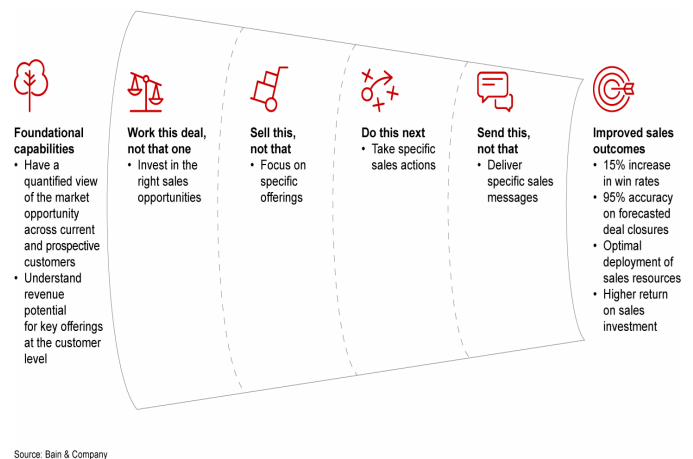 Foundational
capabilities
• Have a
quantified view
of the market
opportunity
across current
and prospective
customers
• Understand
revenue
potential
for key offerings
at the customer
level
Work this deal,
not that one
• Invest in the
right sales
opportunities
Sell this,
not that
• Focus on
specific
offerings
Do this next
• Take specific
sales actions
Send this,
not that
• Deliver
specific sales
messages
Improved sales
outcomes
• 15% increase
in win rates
• 95% accuracy
on forecasted
deal closures
• Optimal
deployment of
sales resources
• Higher return
on sales
investment
Source: Bain & Company